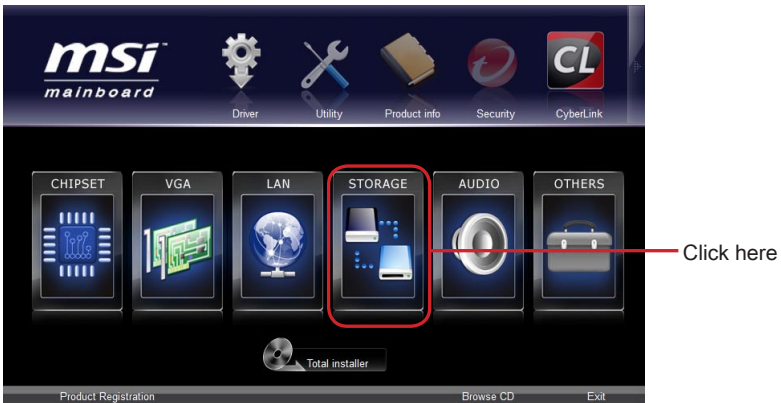 msi
mainboard
Driver Utility Product info Security CL CyberLink
CHIPSET VGA LAN STORAGE AUDIO OTHERS
Click here
Total installer
Product Registration Browse CD Exit